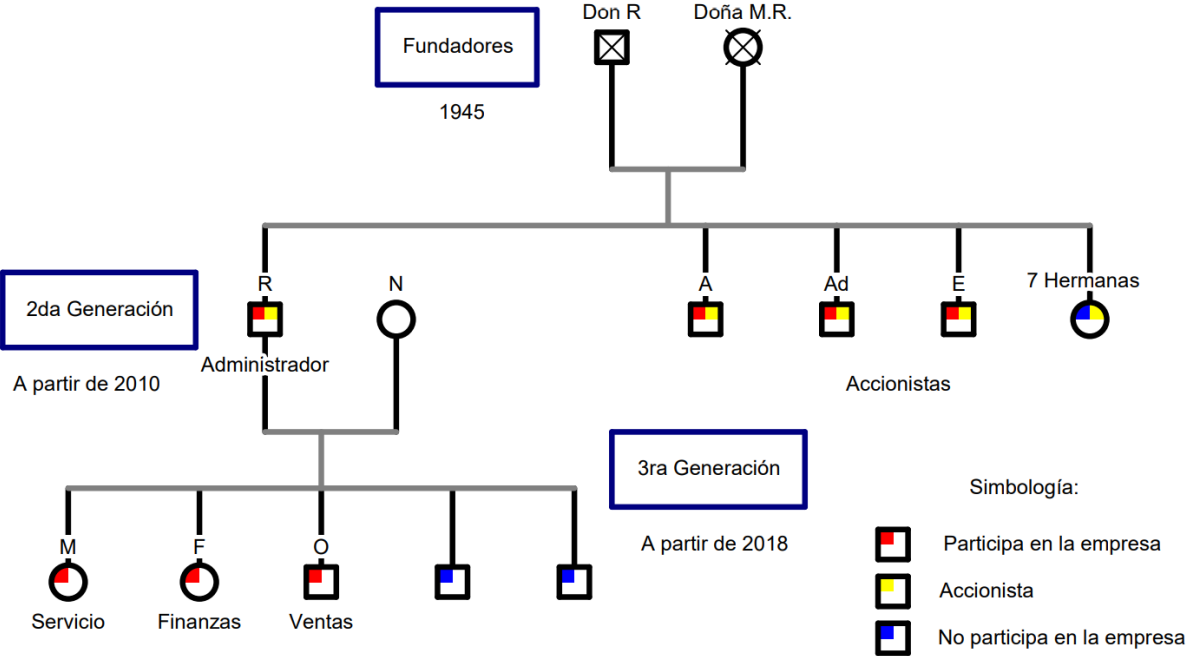 Don R
Doña M.R.
Fundadores
1945
R
N
A
Ad
E
7 Hermanas
2da Generación
Administrador
A partir de 2010
Accionistas
3ra Generación
A partir de 2018
M
F
O
Servicio
Finanzas
Ventas
Simbología:
Participa en la empresa
Accionista
No participa en la empresa